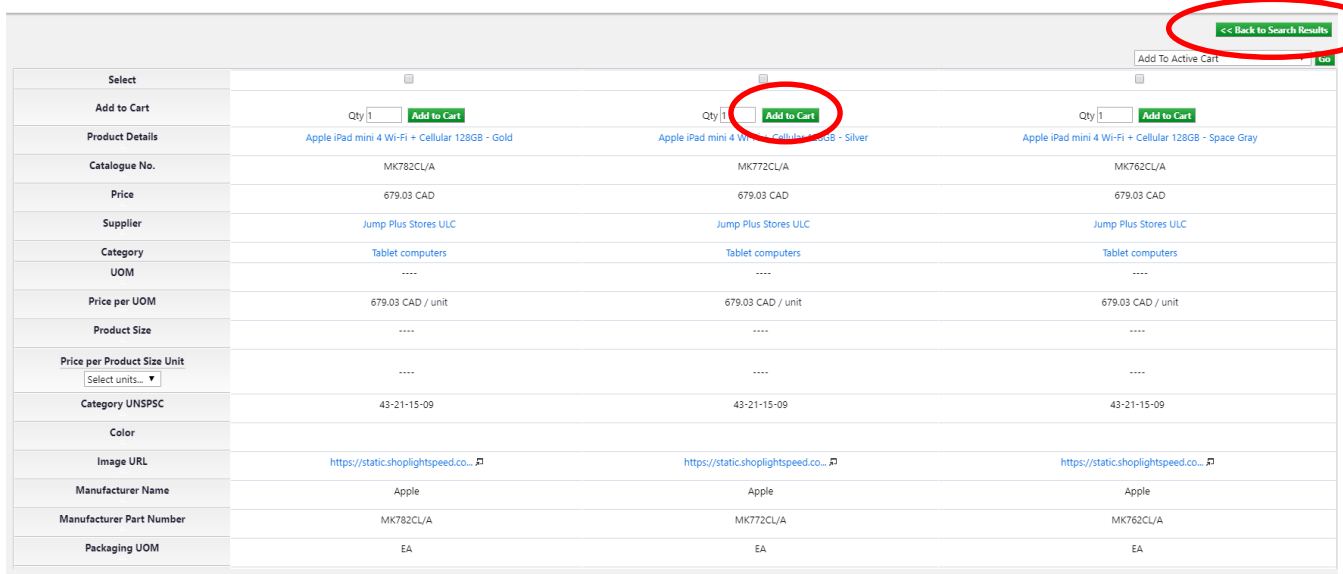 << Back to Search Results
Add To Active Cart Go
Select
Add to Cart Qty 1 Add to Cart Qty 1 Add to Cart Qty 1 Add to Cart
Product Details Apple iPad mini 4 Wi-Fi + Cellular 128GB - Gold Apple iPad mini 4 Wi-Fi + Cellular 128GB - Silver Apple iPad mini 4 Wi-Fi + Cellular 128GB - Space Gray
Catalogue No. MK782CL/A MK772CL/A MK762CL/A
Price 679.03 CAD 679.03 CAD 679.03 CAD
Supplier Jump Plus Stores ULC Jump Plus Stores ULC Jump Plus Stores ULC
Category Tablet computers Tablet computers Tablet computers
UOM ---- ---- ----
Price per UOM 679.03 CAD / unit 679.03 CAD / unit 679.03 CAD / unit
Product Size ---- ---- ----
Price per Product Size Unit
Select units... ▼ ---- ---- ----
Category UNSPSC 43-21-15-09 43-21-15-09 43-21-15-09
Color
Image URL https://static.shoplightspeed.co... https://static.shoplightspeed.co... https://static.shoplightspeed.co...
Manufacturer Name Apple Apple Apple
Manufacturer Part Number MK782CL/A MK772CL/A MK762CL/A
Packaging UOM EA EA EA